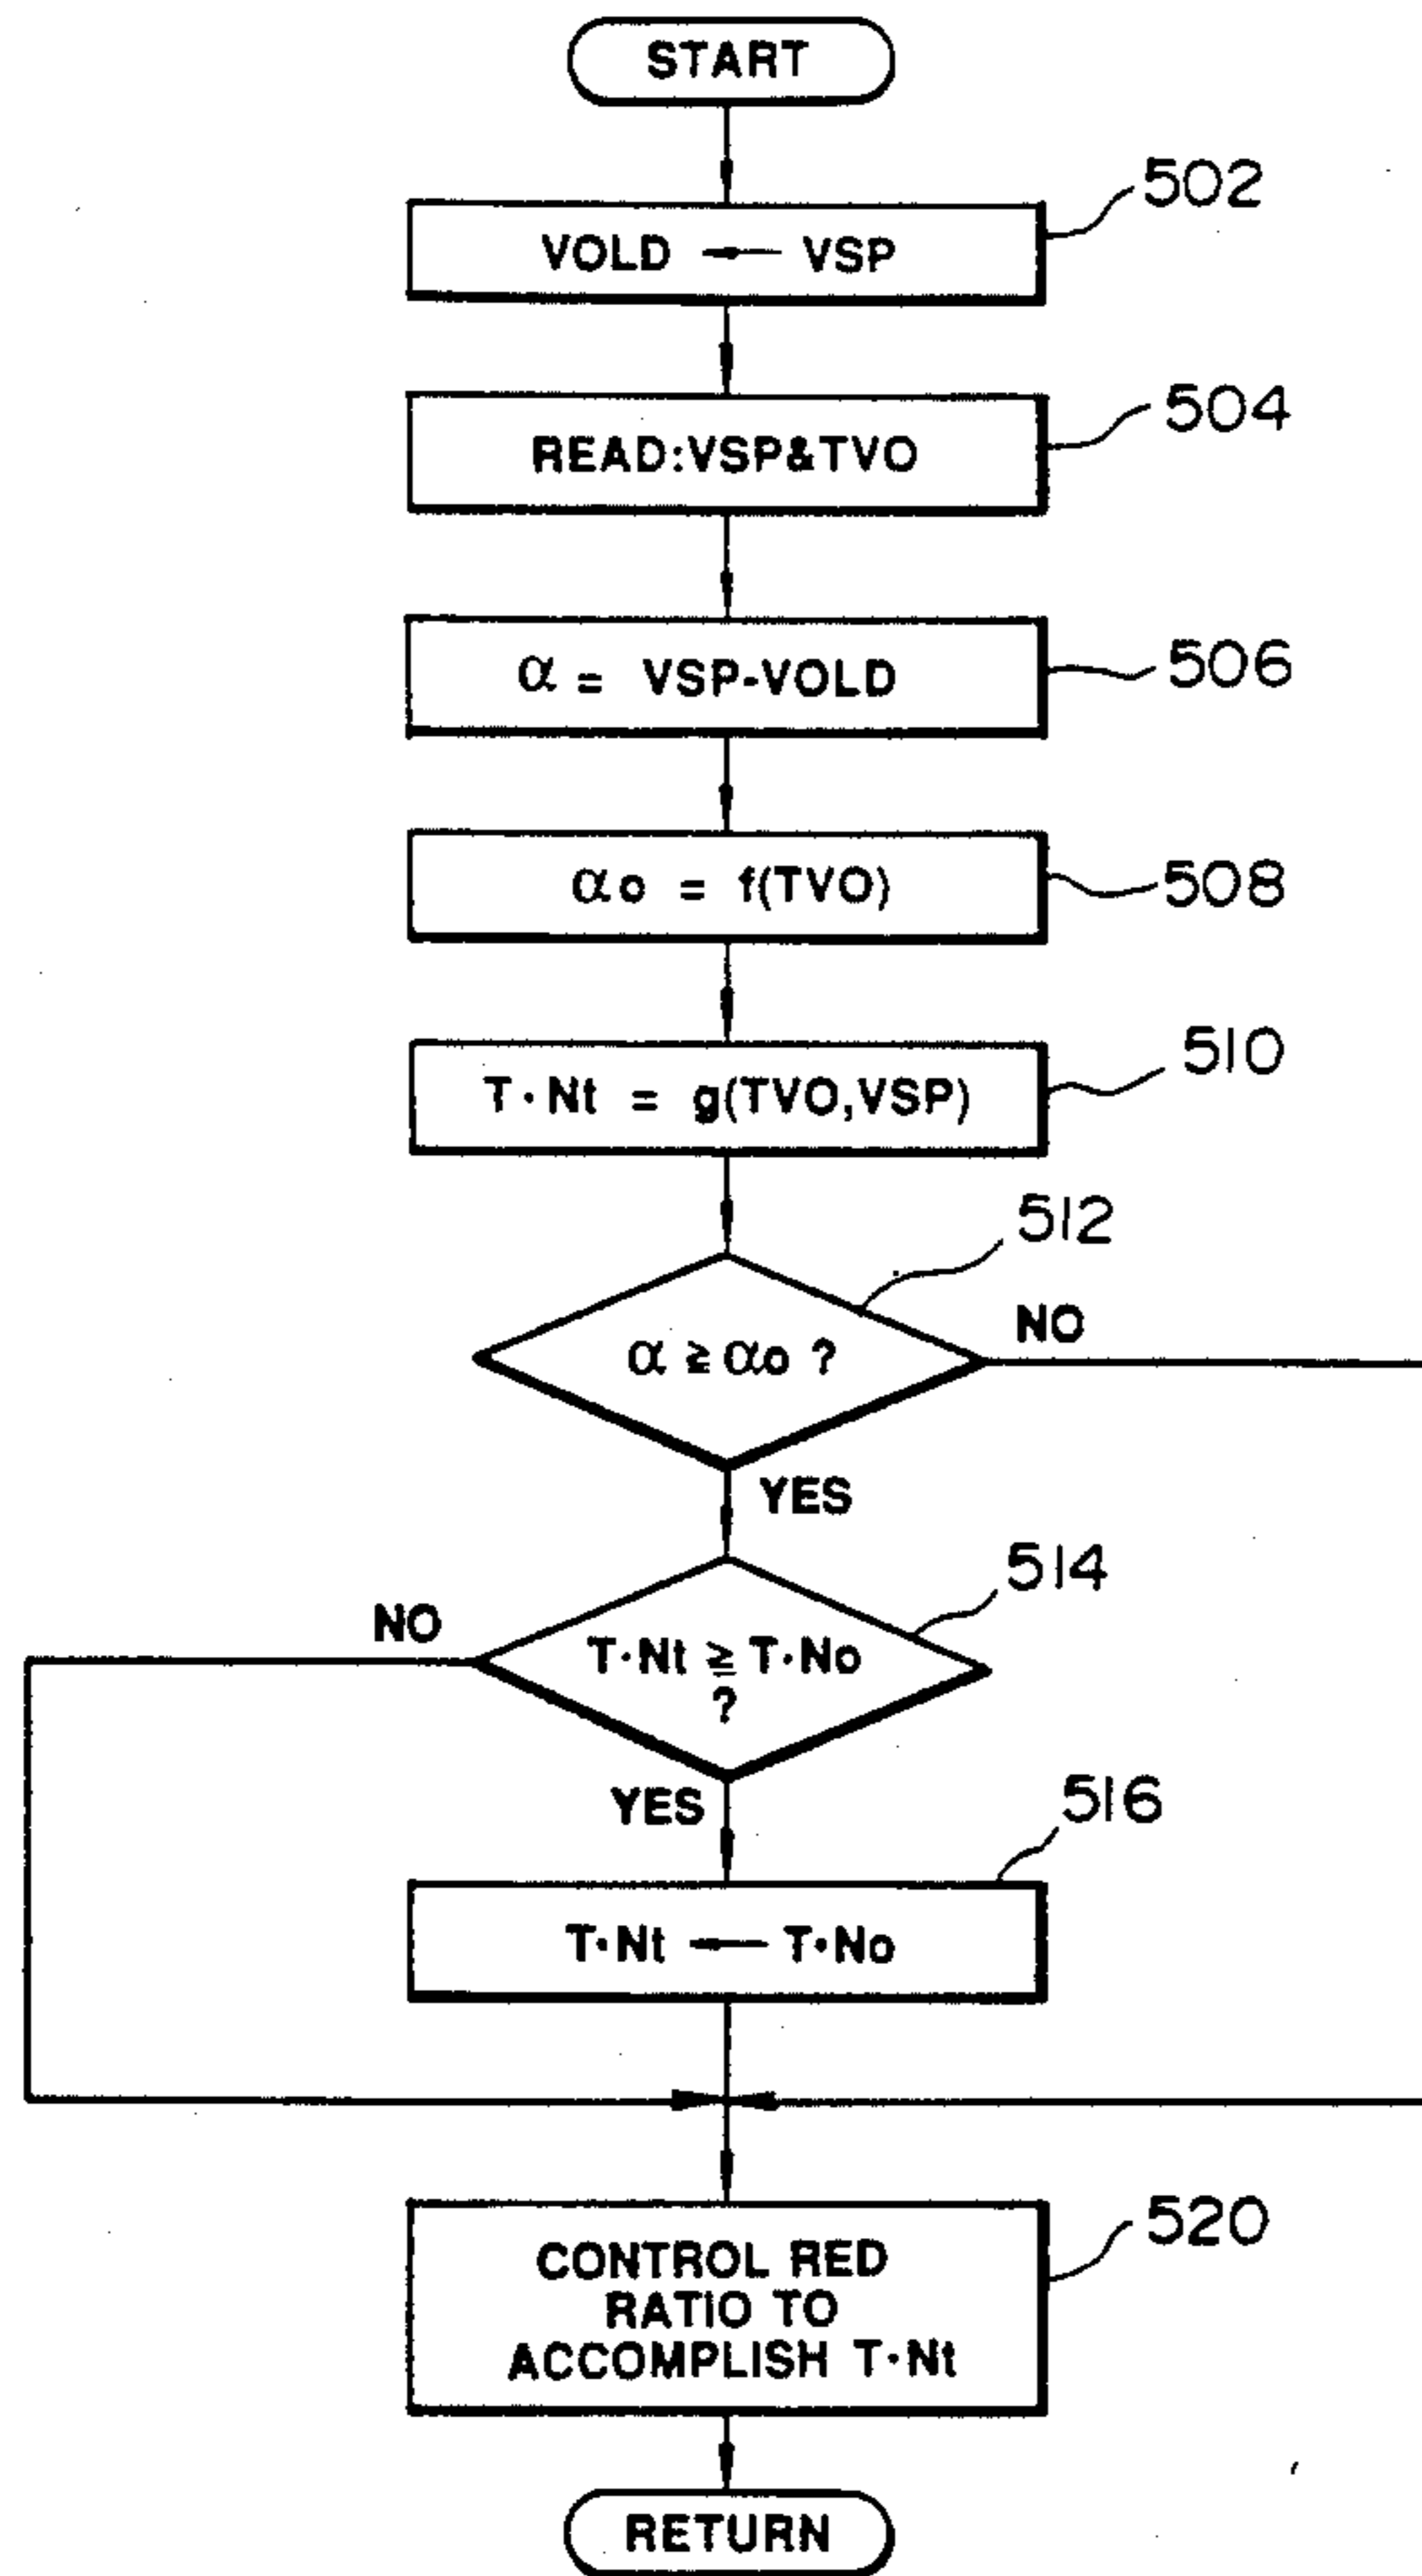 START
502
VOLD ← VSP
504
READ:VSP&TVO
506
α = VSP-VOLD
508
αo = f(TVO)
510
T·Nt = g(TVO,VSP)
512
α ≧ αo ?
NO
YES
514
NO
T·Nt ≧ T·No
?
YES
516
T·Nt ← T·No
520
CONTROL RED
RATIO TO
ACCOMPLISH T·Nt
RETURN